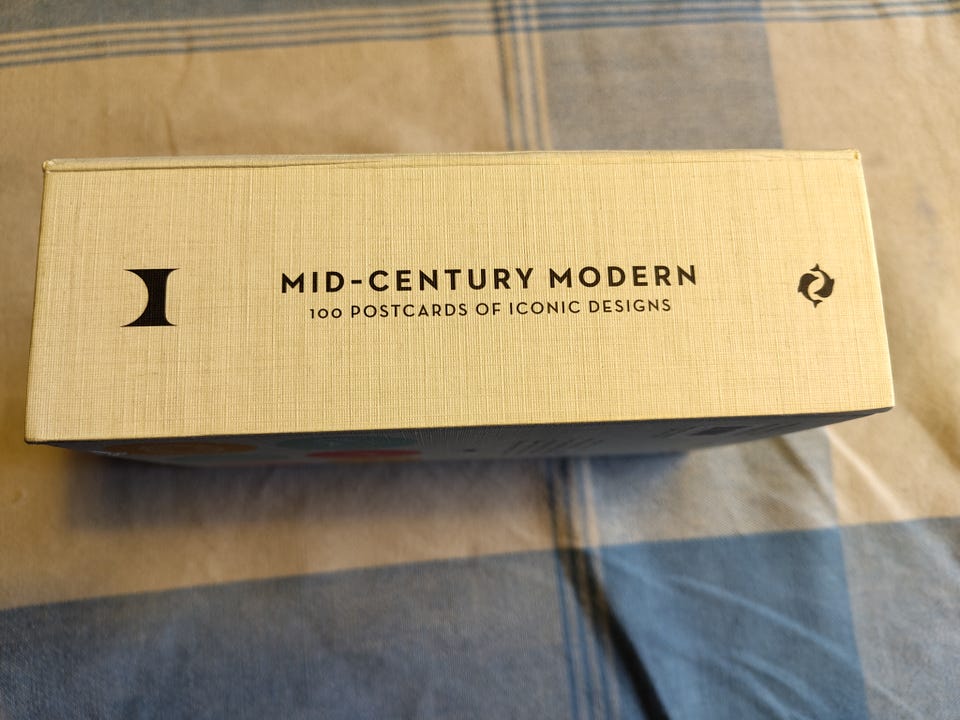 MID-CENTURY MODERN
100 POSTCARDS OF ICONIC DESIGNS